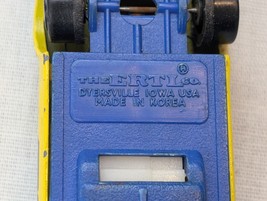 THE ERTL CO.
®
DYERSVILLE IOWA USA
MADE IN KOREA